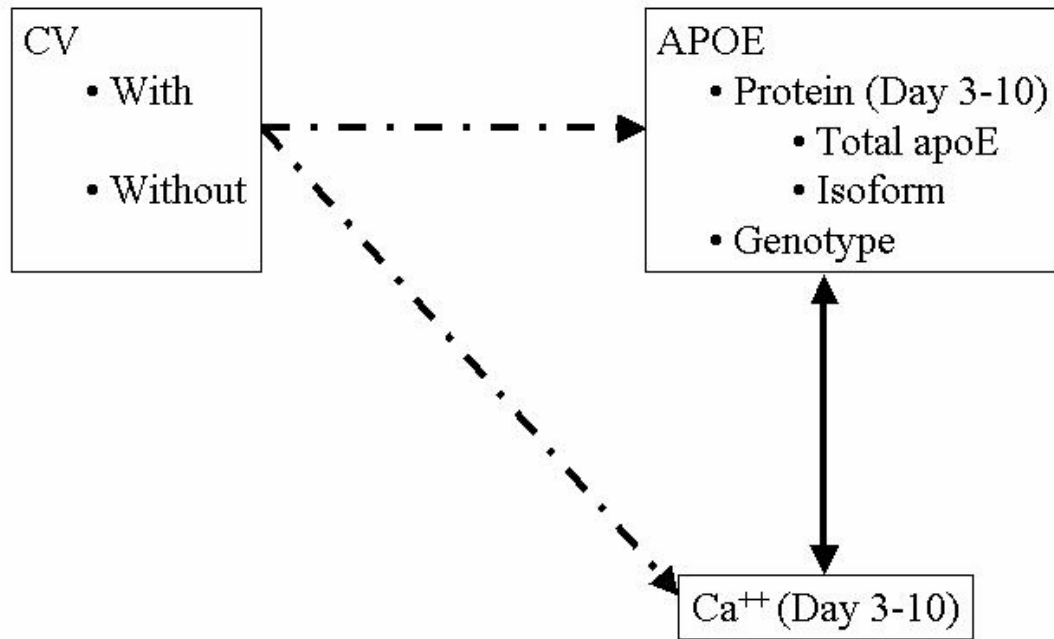 CV
• With
• Without
APOE
• Protein (Day 3-10)
• Total apoE
• Isoform
• Genotype
Ca⁺⁺ (Day 3-10)